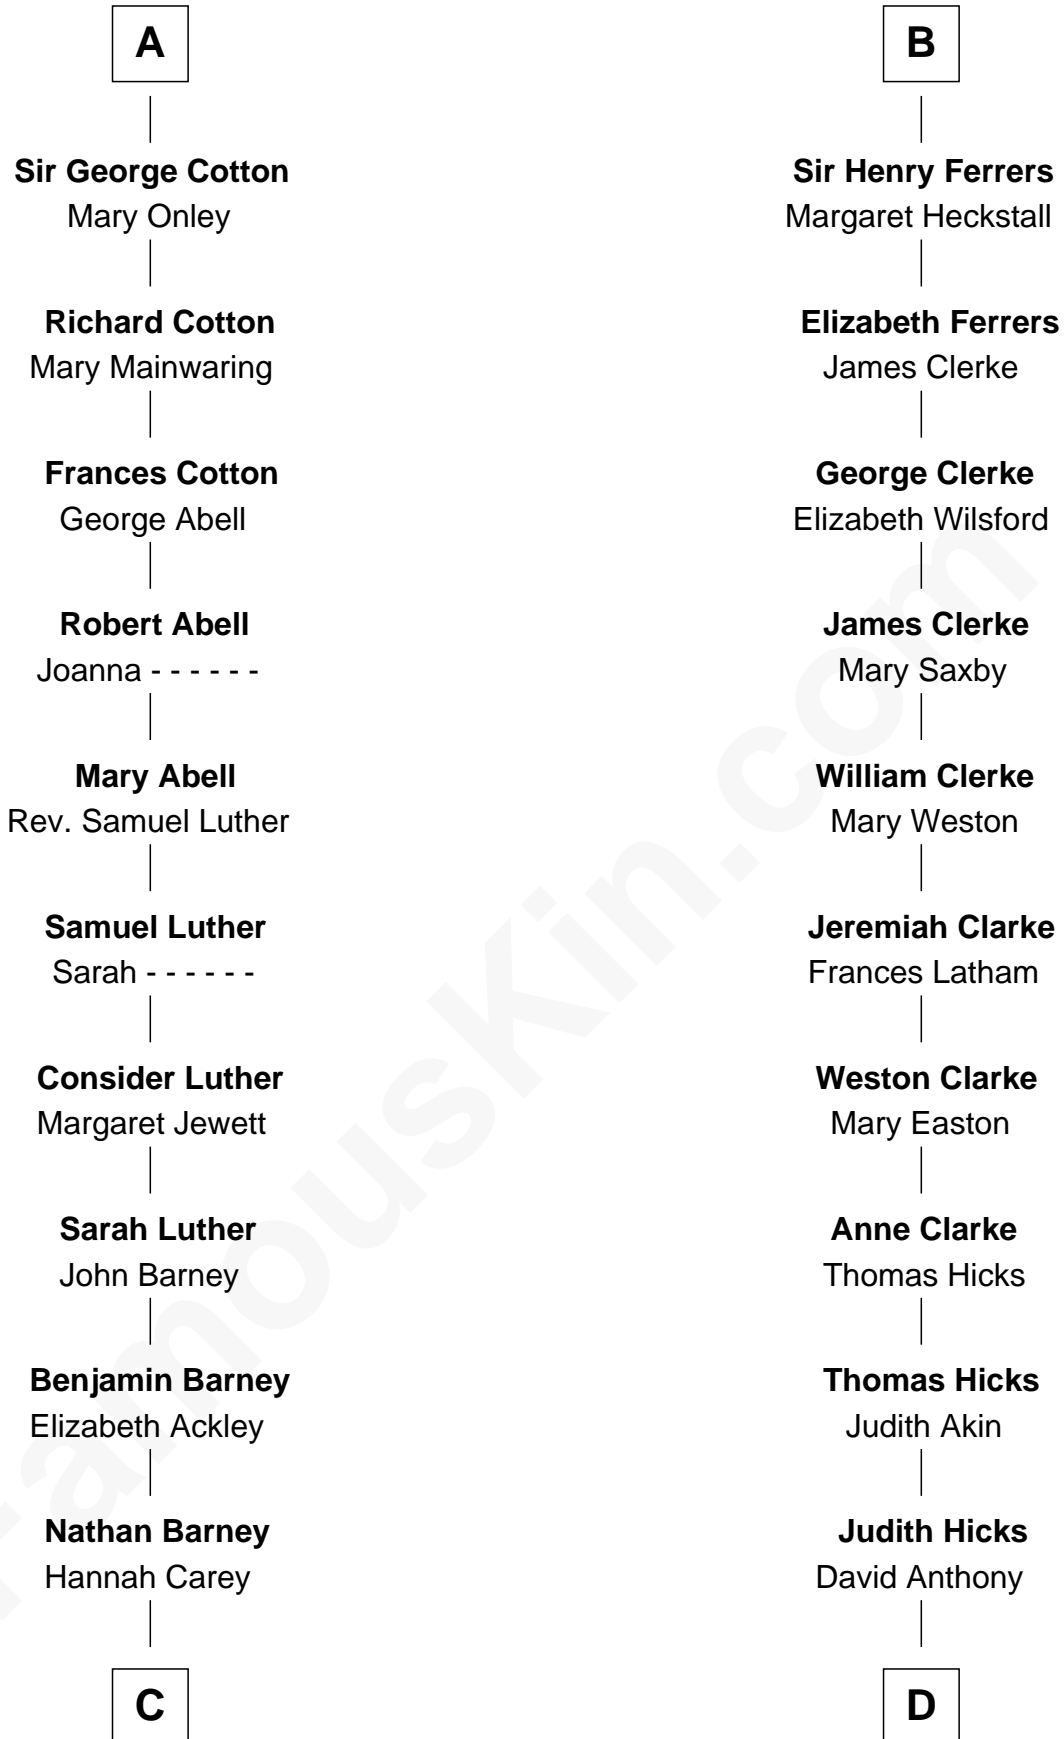 A
Sir George Cotton
Mary Onley
Richard Cotton
Mary Mainwaring
Frances Cotton
George Abell
Robert Abell
Joanna - - - - - -
Mary Abell
Rev. Samuel Luther
Samuel Luther
Sarah - - - - - -
Consider Luther
Margaret Jewett
Sarah Luther
John Barney
Benjamin Barney
Elizabeth Ackley
Nathan Barney
Hannah Carey
C
B
Sir Henry Ferrers
Margaret Heckstall
Elizabeth Ferrers
James Clerke
George Clerke
Elizabeth Wilsford
James Clerke
Mary Saxby
William Clerke
Mary Weston
Jeremiah Clarke
Frances Latham
Weston Clarke
Mary Easton
Anne Clarke
Thomas Hicks
Thomas Hicks
Judith Akin
Judith Hicks
David Anthony
D
FamousKin.com